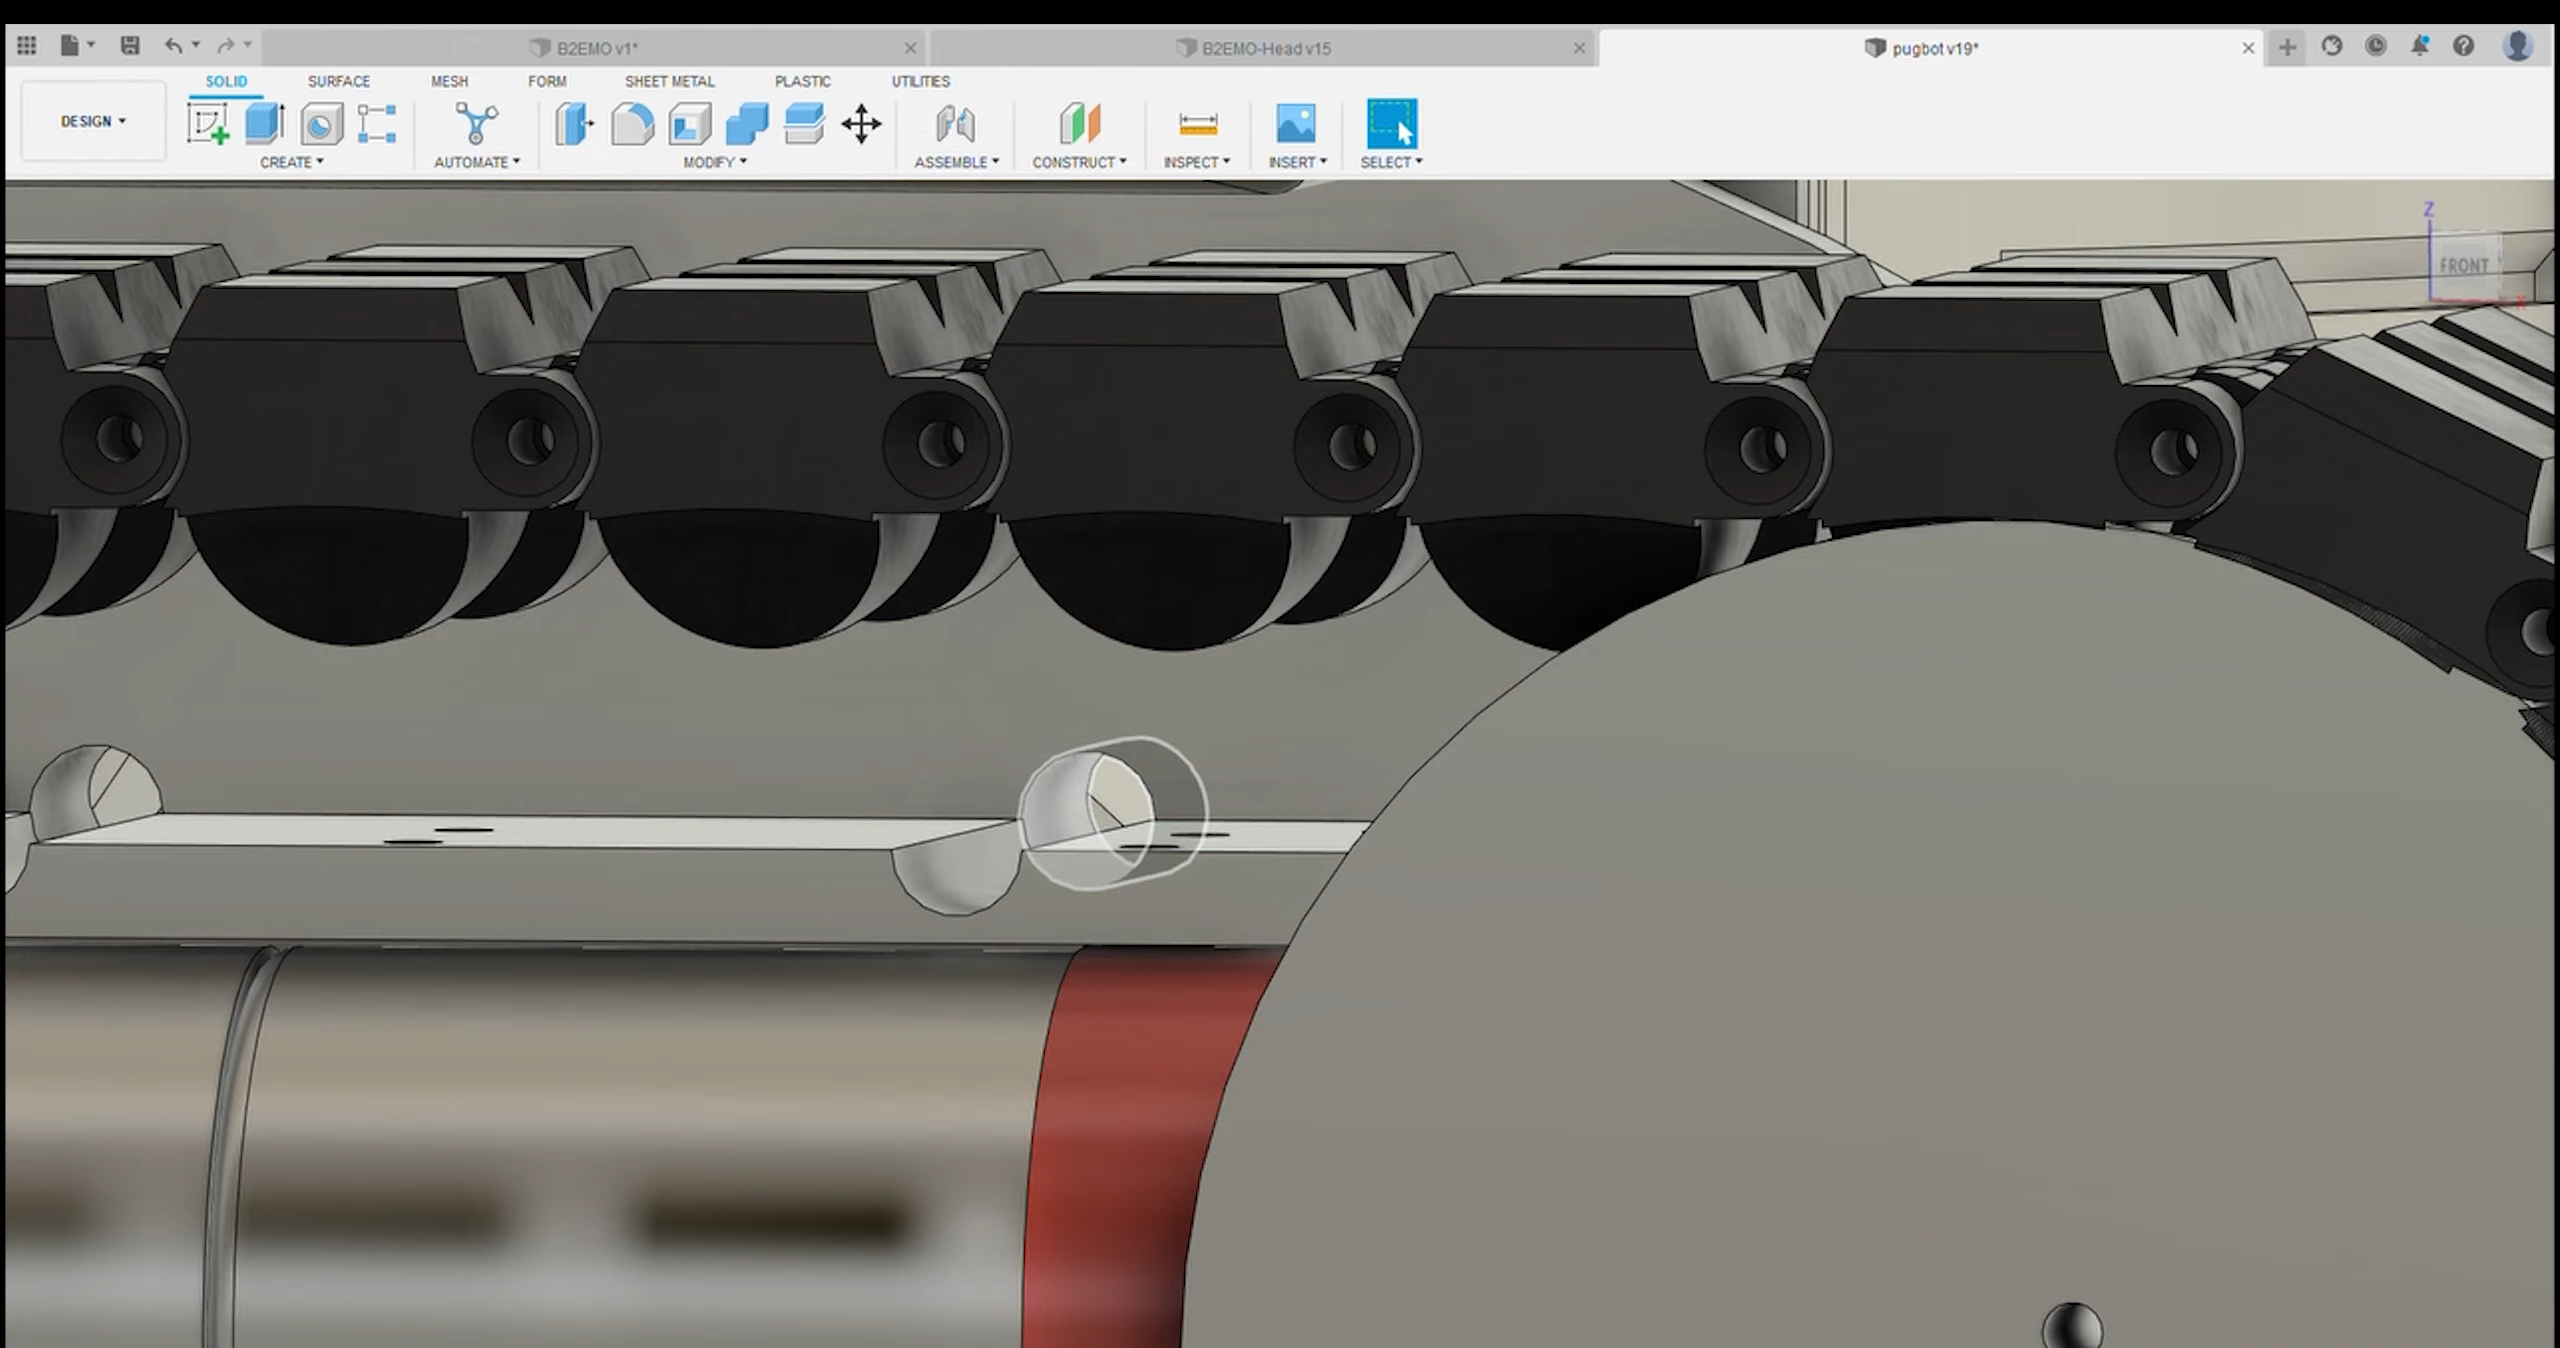 B2EMO v1*
B2EMO-Head v15
pugbot v19*
SOLID SURFACE MESH FORM SHEET METAL PLASTIC UTILITIES
DESIGN
CREATE AUTOMATE MODIFY ASSEMBLE CONSTRUCT INSPECT INSERT SELECT
Z
FRONT
X